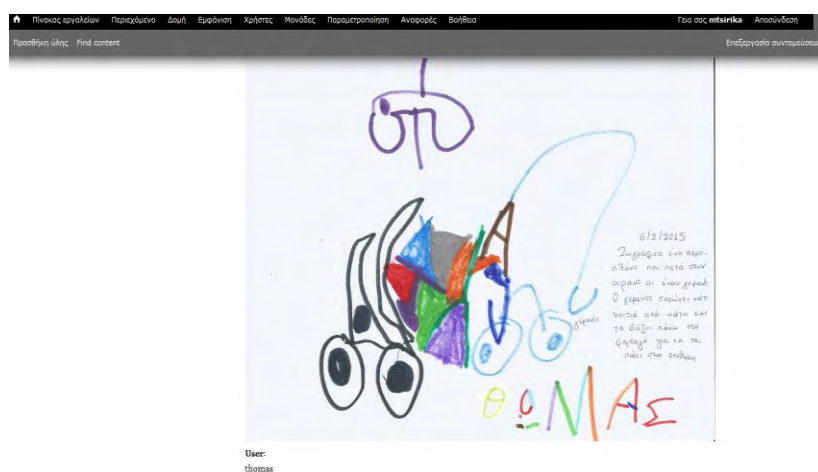 Πίνακας εργαλείων Περιεχόμενο Δομή Εμφάνιση Χρήστες Μονάδες Παραμετροποίηση Αναφορές Βοήθεια Γεια σας mtsirika Αποσύνδεση
Προσθήκη ύλης Find content Επεξεργασία συντομεύσεω
6/2/2015
Ζωγράφισα ένα αερο-
πλάνο που πετά στον
ουρανό κι έναν γερανό
Ο γερανός σηκώνει κάτι
κουτιά από κάτω και
τα βάζει πάνω στο
φορτηγό για να τα
πάει στην αποθήκη
γερανός
ΘΩΜΑΣ
User:
thomas